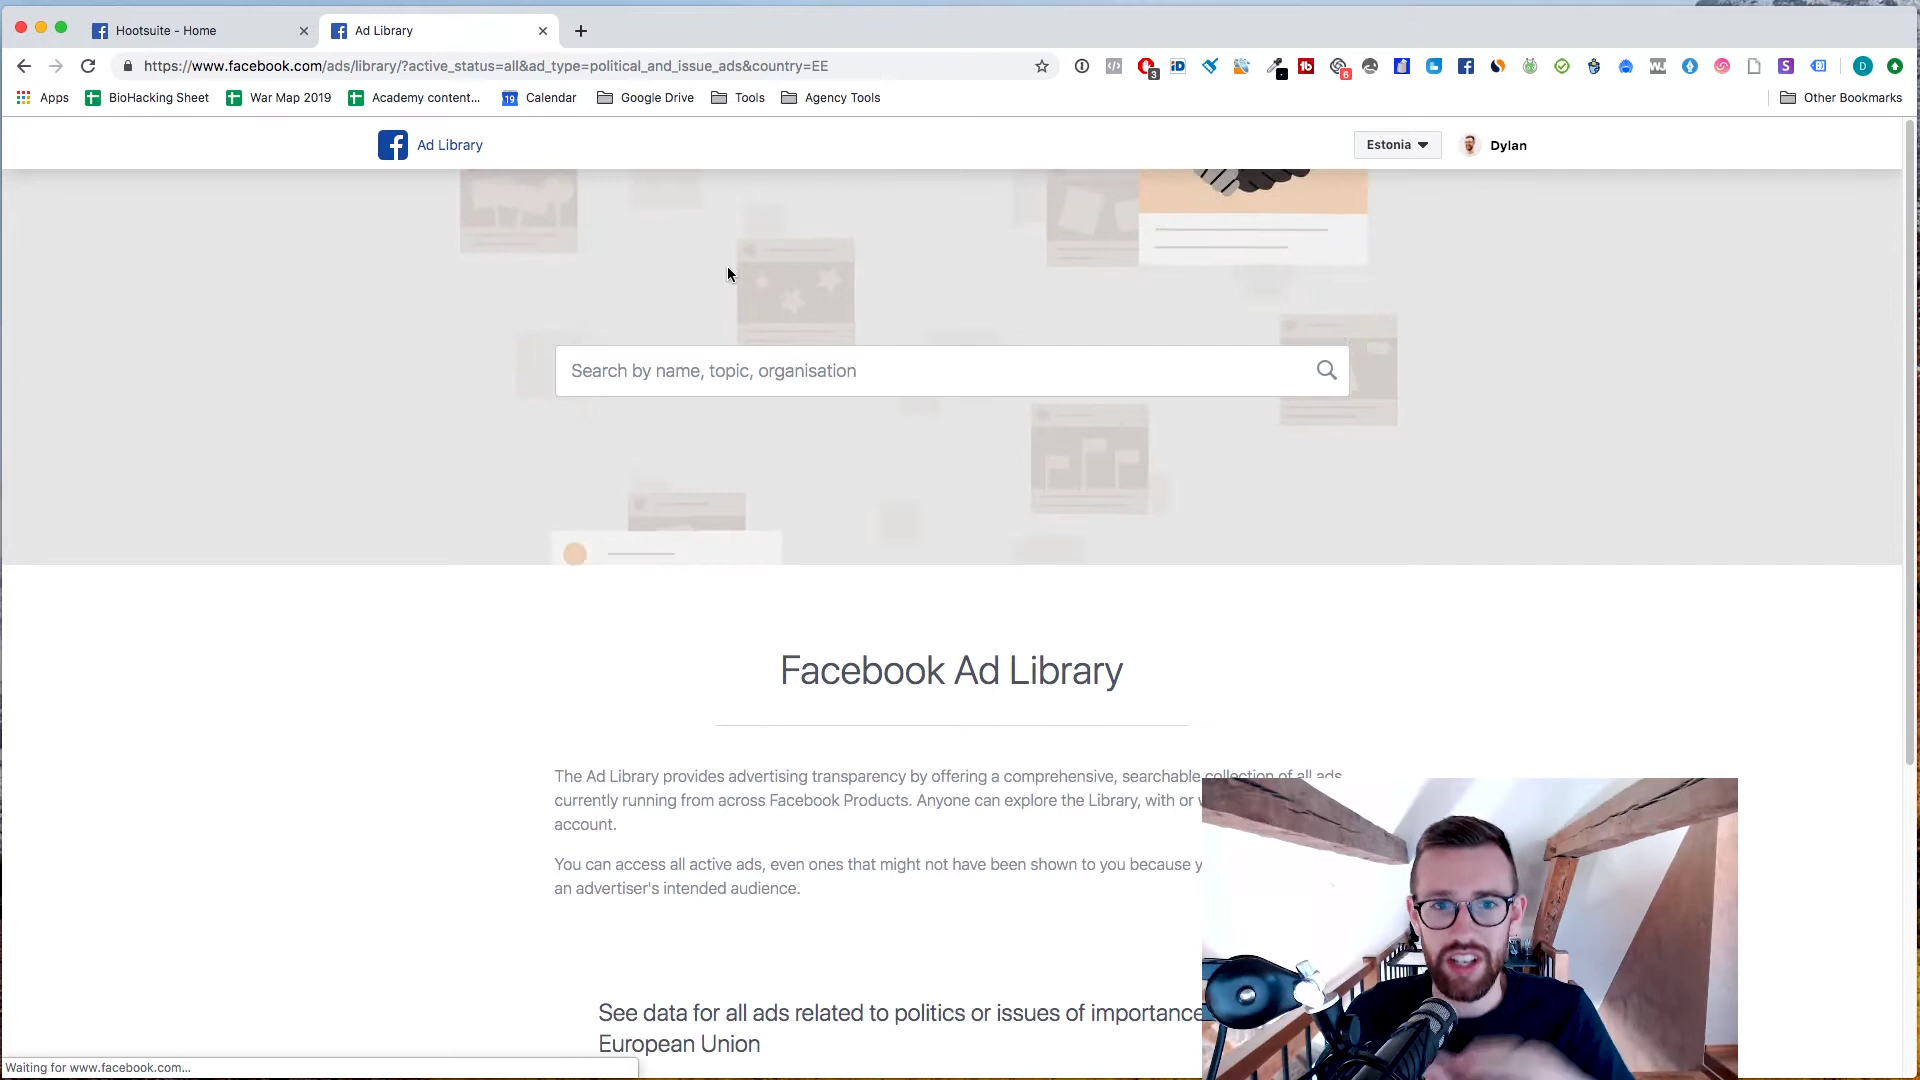 Hootsuite - Home
Ad Library
https://www.facebook.com/ads/library/?active_status=all&ad_type=political_and_issue_ads&country=EE
Apps
BioHacking Sheet
War Map 2019
Academy content...
19 Calendar
Google Drive
Tools
Agency Tools
Other Bookmarks
Ad Library
Estonia
Dylan
Search by name, topic, organisation
Facebook Ad Library
The Ad Library provides advertising transparency by offering a comprehensive, searchable collection of all ads
currently running from across Facebook Products. Anyone can explore the Library, with or
account.
You can access all active ads, even ones that might not have been shown to you because
an advertiser's intended audience.
See data for all ads related to politics or issues of importance
European Union
Waiting for www.facebook.com...